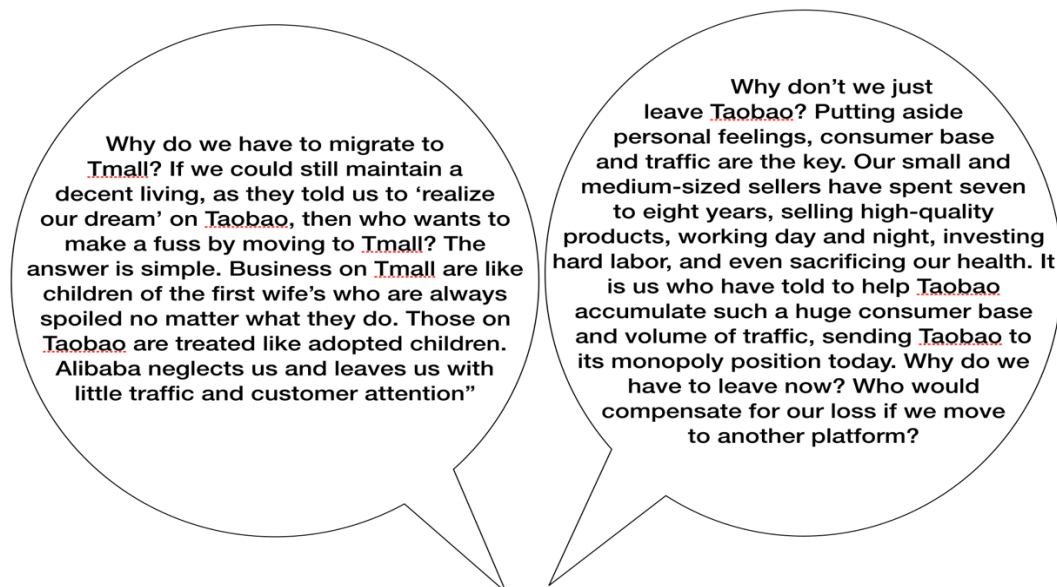 Why do we have to migrate to
Tmall? If we could still maintain a
decent living, as they told us to ‘realize
our dream’ on Taobao, then who wants to
make a fuss by moving to Tmall? The
answer is simple. Business on Tmall are like
children of the first wife’s who are always
spoiled no matter what they do. Those on
Taobao are treated like adopted children.
Alibaba neglects us and leaves us with
little traffic and customer attention”
Why don’t we just
leave Taobao? Putting aside
personal feelings, consumer base
and traffic are the key. Our small and
medium-sized sellers have spent seven
to eight years, selling high-quality
products, working day and night, investing
hard labor, and even sacrificing our health. It
is us who have told to help Taobao
accumulate such a huge consumer base
and volume of traffic, sending Taobao to
its monopoly position today. Why do we
have to leave now? Who would
compensate for our loss if we move
to another platform?